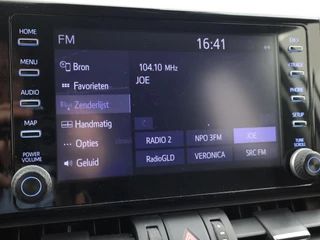 HOME
MENU
AUDIO
MAP
POWER
VOLUME
FM
16:41
Bron
Favorieten
Zenderlijst
Handmatig
Opties
Geluid
104.10 MHz
JOE
RADIO 2
NPO 3FM
JOE
RadioGLD
VERONICA
SRC FM
TRACK
PHONE
SETUP
TUNE
SCROLL